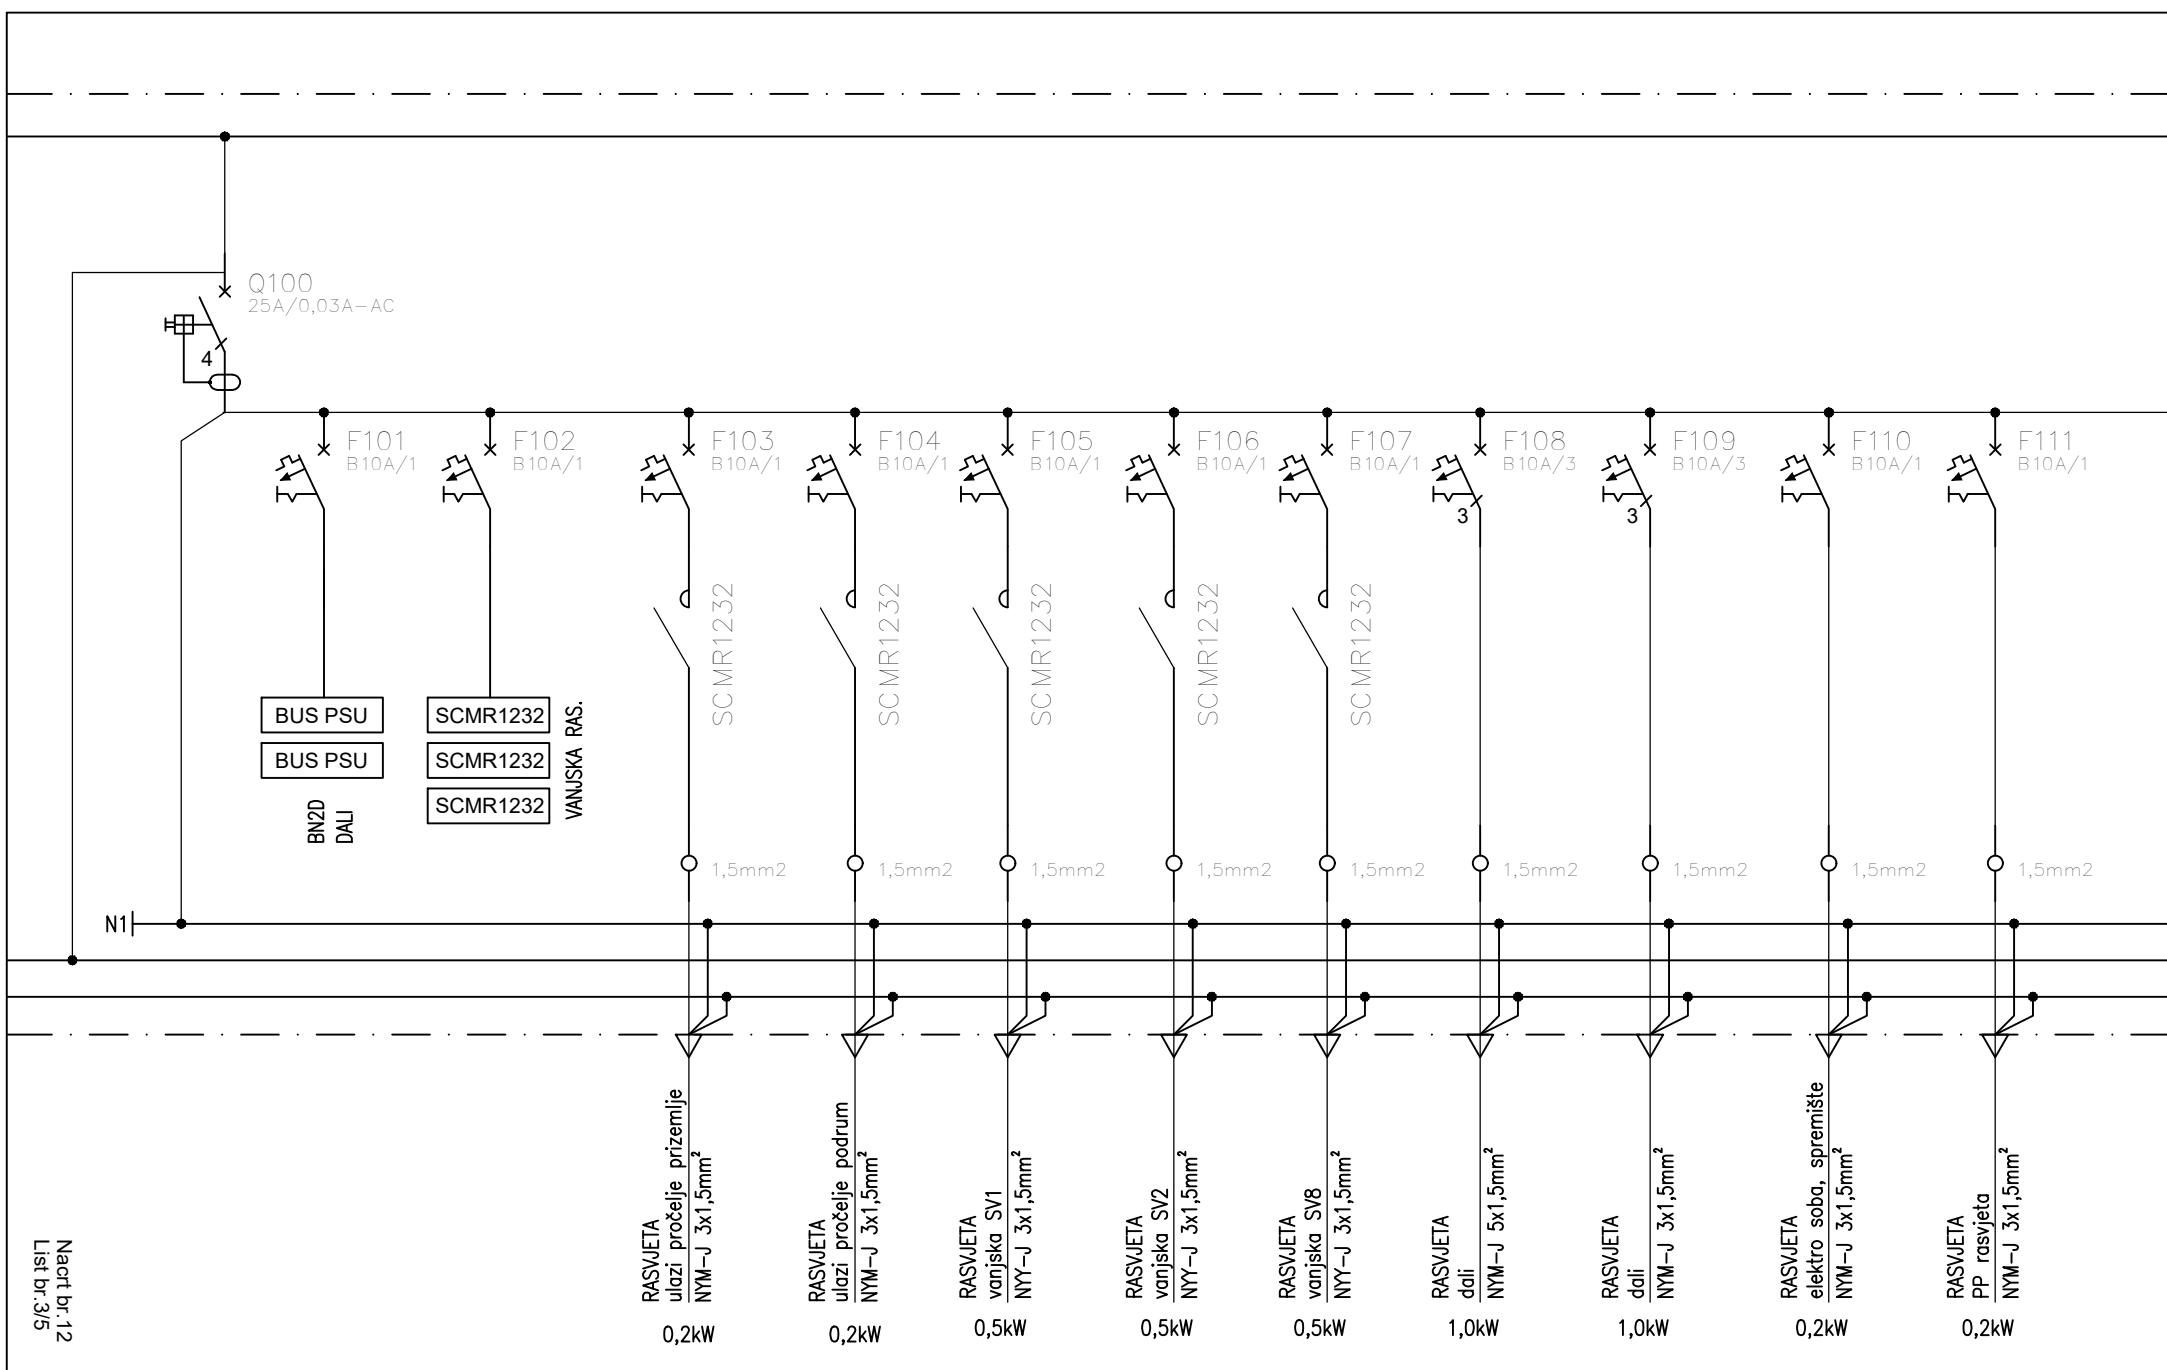 Q100
25A/0,03A-AC
4
F101
B10A/1
F102
B10A/1
F103
B10A/1
F104
B10A/1
F105
B10A/1
F106
B10A/1
F107
B10A/1
F108
B10A/3
F109
B10A/3
F110
B10A/1
F111
B10A/1
3
3
SCMR1232
SCMR1232
SCMR1232
SCMR1232
SCMR1232
BUS PSU
BUS PSU
BN2D
DALI
SCMR1232
SCMR1232
SCMR1232
VANJSKA RAS.
1,5mm2
1,5mm2
1,5mm2
1,5mm2
1,5mm2
1,5mm2
1,5mm2
1,5mm2
1,5mm2
N1
RASVJETA
ulazi pročelje prizemlje
NYM-J 3x1,5mm²
0,2kW
RASVJETA
ulazi pročelje podrum
NYM-J 3x1,5mm²
0,2kW
RASVJETA
vanjska SV1
NYY-J 3x1,5mm²
0,5kW
RASVJETA
vanjska SV2
NYY-J 3x1,5mm²
0,5kW
RASVJETA
vanjska SV8
NYY-J 3x1,5mm²
0,5kW
RASVJETA
dali
NYM-J 5x1,5mm²
1,0kW
RASVJETA
dali
NYM-J 3x1,5mm²
1,0kW
RASVJETA
elektro soba, spremište
NYM-J 3x1,5mm²
0,2kW
RASVJETA
PP rasvjeta
NYM-J 3x1,5mm²
0,2kW
Nacrt br.12
List br.3/5